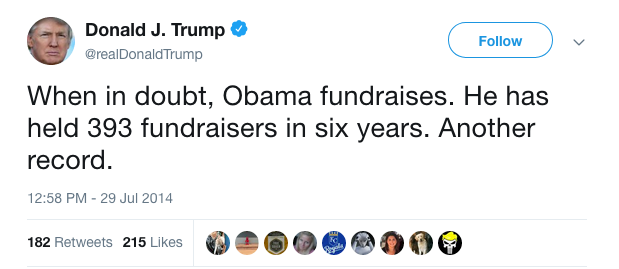 Donald J. Trump
@realDonaldTrump
Follow
When in doubt, Obama fundraises. He has
held 393 fundraisers in six years. Another
record.
12:58 PM - 29 Jul 2014
182 Retweets 215 Likes